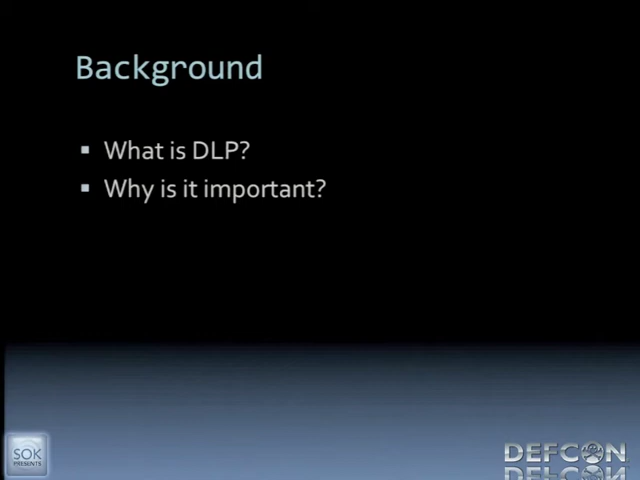 Background
▪ What is DLP?
▪ Why is it important?
SOK
PRESENTS
DEFCON